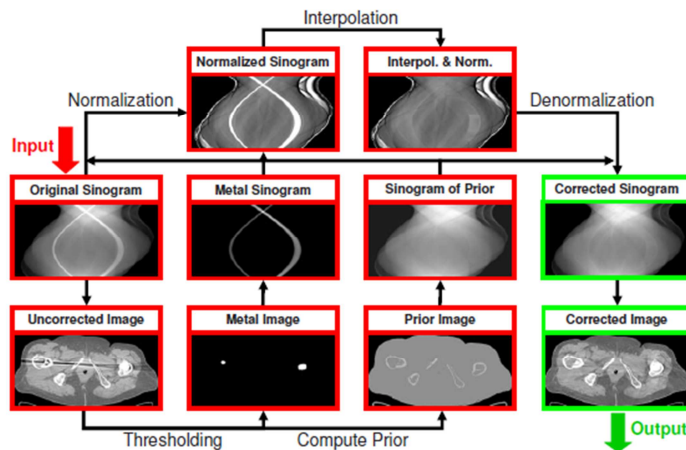 Interpolation
Normalized Sinogram
Interpol. & Norm.
Normalization
Denormalization
Input
Original Sinogram
Metal Sinogram
Sinogram of Prior
Corrected Sinogram
Uncorrected Image
Metal Image
Prior Image
Corrected Image
Thresholding
Compute Prior
Output